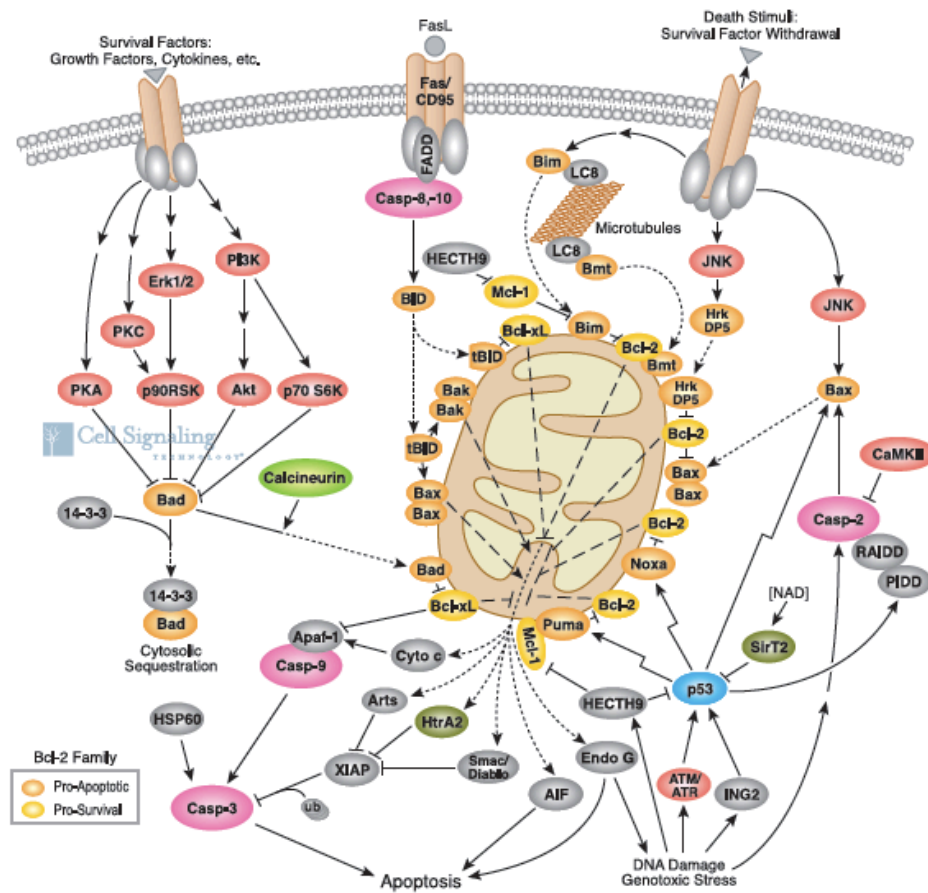 Survival Factors:
Growth Factors, Cytokines, etc.
FasL
Death Stimuli:
Survival Factor Withdrawal
Fas/
CD95
FADD
Casp-8,-10
Bim
LC8
Microtubules
LC8
Bmt
HECTH9
Mcl-1
PI3K
Erk1/2
PKC
BID
JNK
Hrk
DP5
JNK
PKA
p90RSK
Akt
p70 S6K
tBID
Bcl-xL
Bim
Bcl-2
Bmt
Hrk
DP5
Bax
Bak
Bak
tBID
Bcl-2
Bax
Bax
CaMKII
Cell Signaling
TECHNOLOGY®
Calcineurin
Bad
14-3-3
Bax
Bax
Bcl-2
Noxa
Casp-2
RAIDD
PIDD
Bad
Bcl-xL
Bcl-2
Puma
Mcl-1
[NAD]
SirT2
14-3-3
Bad
Cytosolic
Sequestration
Apaf-1
Casp-9
Cyto c
p53
HECTH9
Arts
HtrA2
HSP60
XIAP
Smac/
Diablo
Endo G
AIF
ATM/
ATR
ING2
Bcl-2 Family
Pro-Apoptotic
Pro-Survival
Casp-3
ub
Apoptosis
DNA Damage
Genotoxic Stress